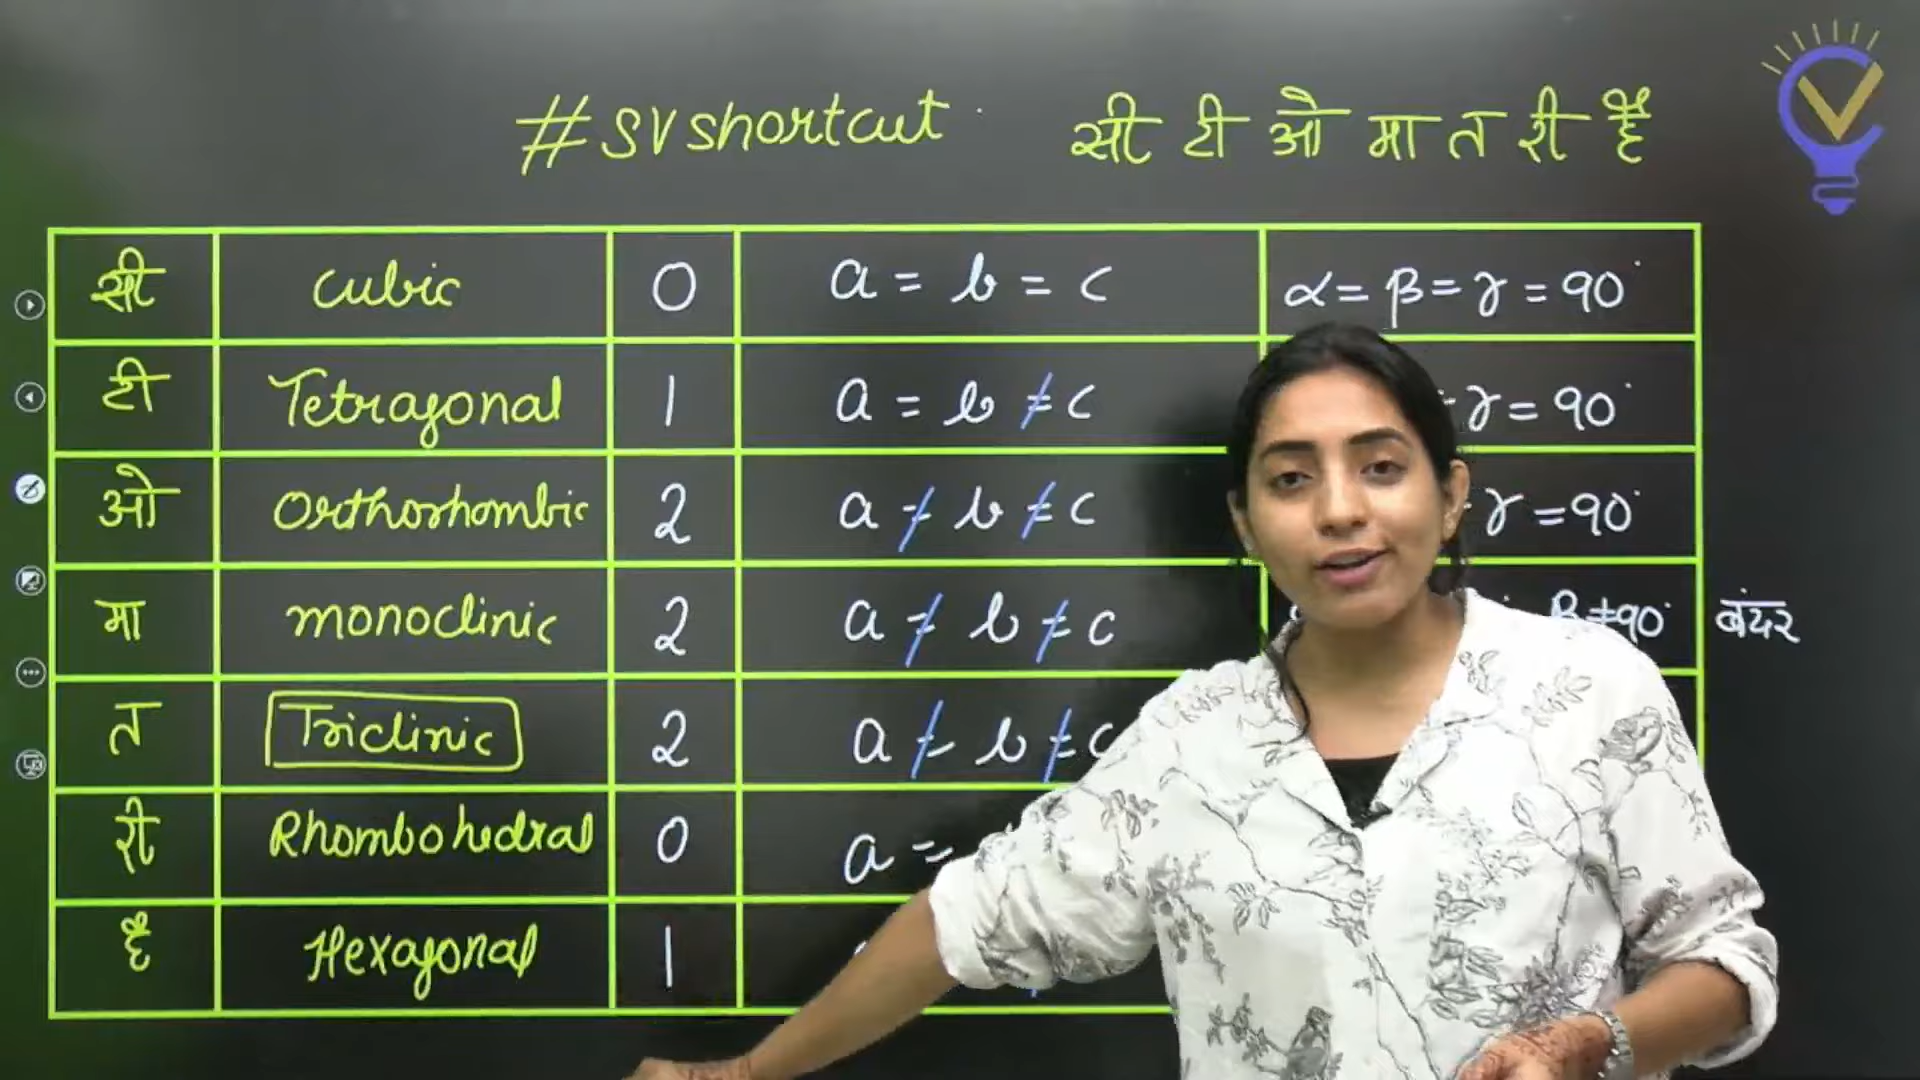 #SVshortcut सी टी ओ मा त री है
सी cubic 0 a = b = c α = β = γ = 90°
टी Tetragonal 1 a = b ≠ c γ = 90°
ओ Orthorhombic 2 a ≠ b ≠ c γ = 90°
मा monoclinic 2 a ≠ b ≠ c β ≠ 90° बंदर
त Triclinic 2 a ≠ b ≠ c
री Rhombohedral 0 a =
है Hexagonal 1